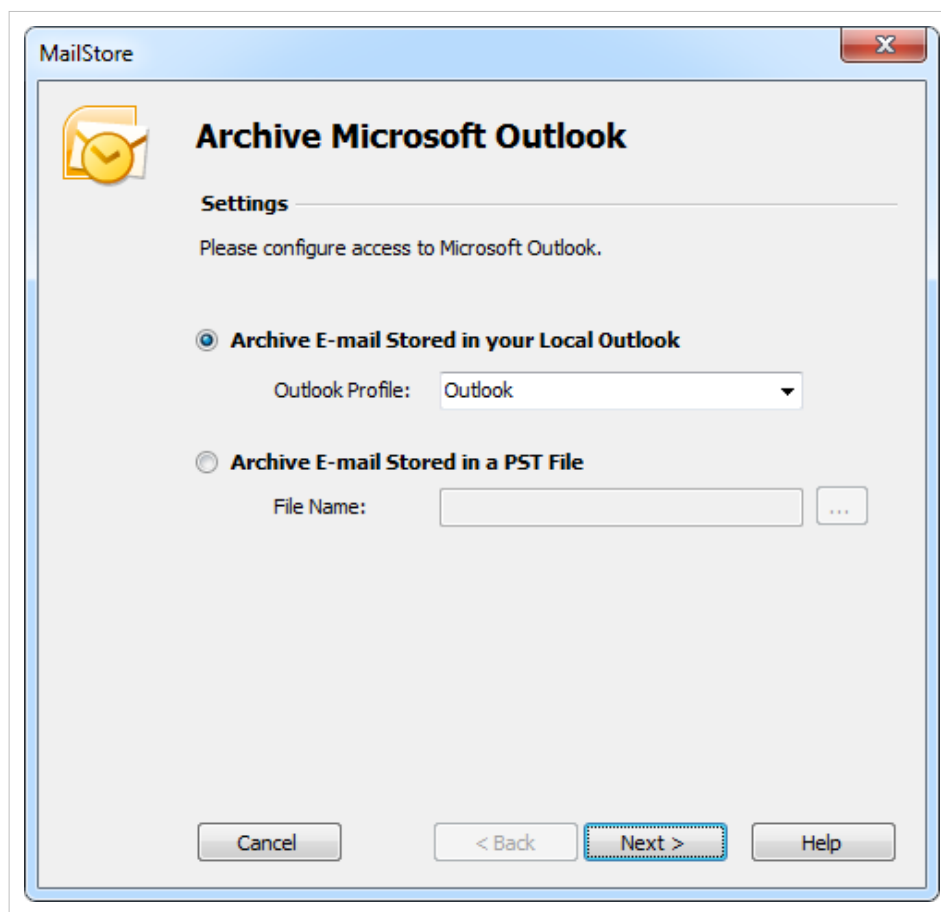 MailStore
Archive Microsoft Outlook
Settings
Please configure access to Microsoft Outlook.
Archive E-mail Stored in your Local Outlook
Outlook Profile: Outlook
Archive E-mail Stored in a PST File
File Name: ...
Cancel < Back Next > Help